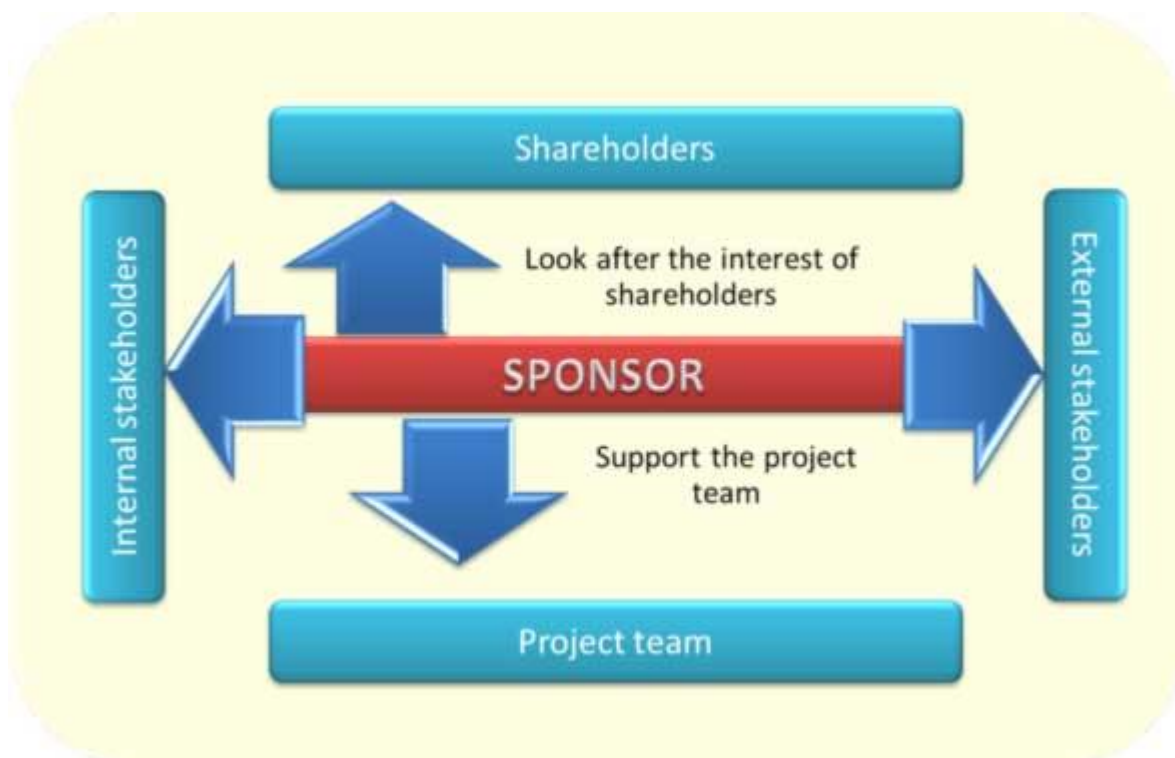 Shareholders
Internal stakeholders
Look after the interest of
shareholders
External stakeholders
SPONSOR
Support the project
team
Project team